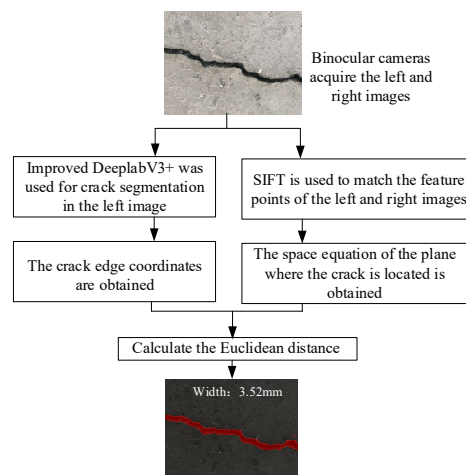 Binocular cameras
acquire the left and
right images
Improved DeeplabV3+ was
used for crack segmentation
in the left image
SIFT is used to match the feature
points of the left and right images
The crack edge coordinates
are obtained
The space equation of the plane
where the crack is located is
obtained
Calculate the Euclidean distance
Width：3.52mm